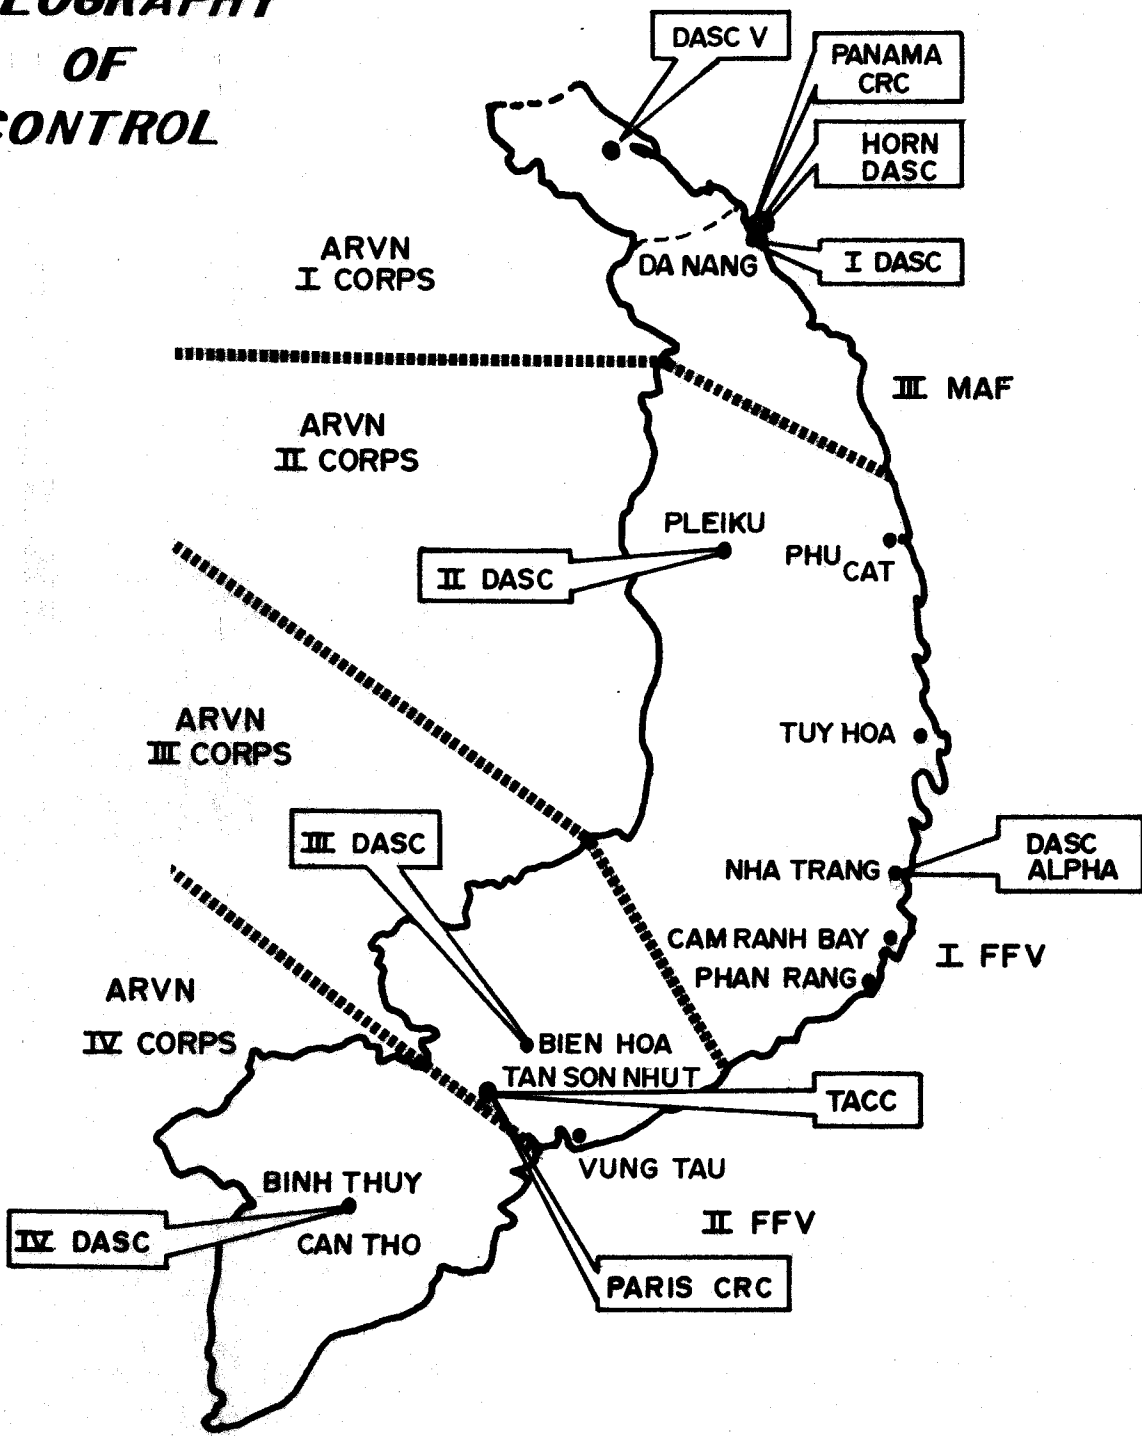 OGRAPHY
OF
CONTROL
DASC V
PANAMA
CRC
HORN
DASC
I DASC
DA NANG
ARVN
I CORPS
III MAF
ARVN
II CORPS
PLEIKU
II DASC
PHU CAT
ARVN
III CORPS
TUY HOA
III DASC
DASC
ALPHA
NHA TRANG
CAM RANH BAY
I FFV
PHAN RANG
ARVN
IV CORPS
BIEN HOA
TAN SON NHUT
TACC
VUNG TAU
BINH THUY
II FFV
IV DASC
CAN THO
PARIS CRC